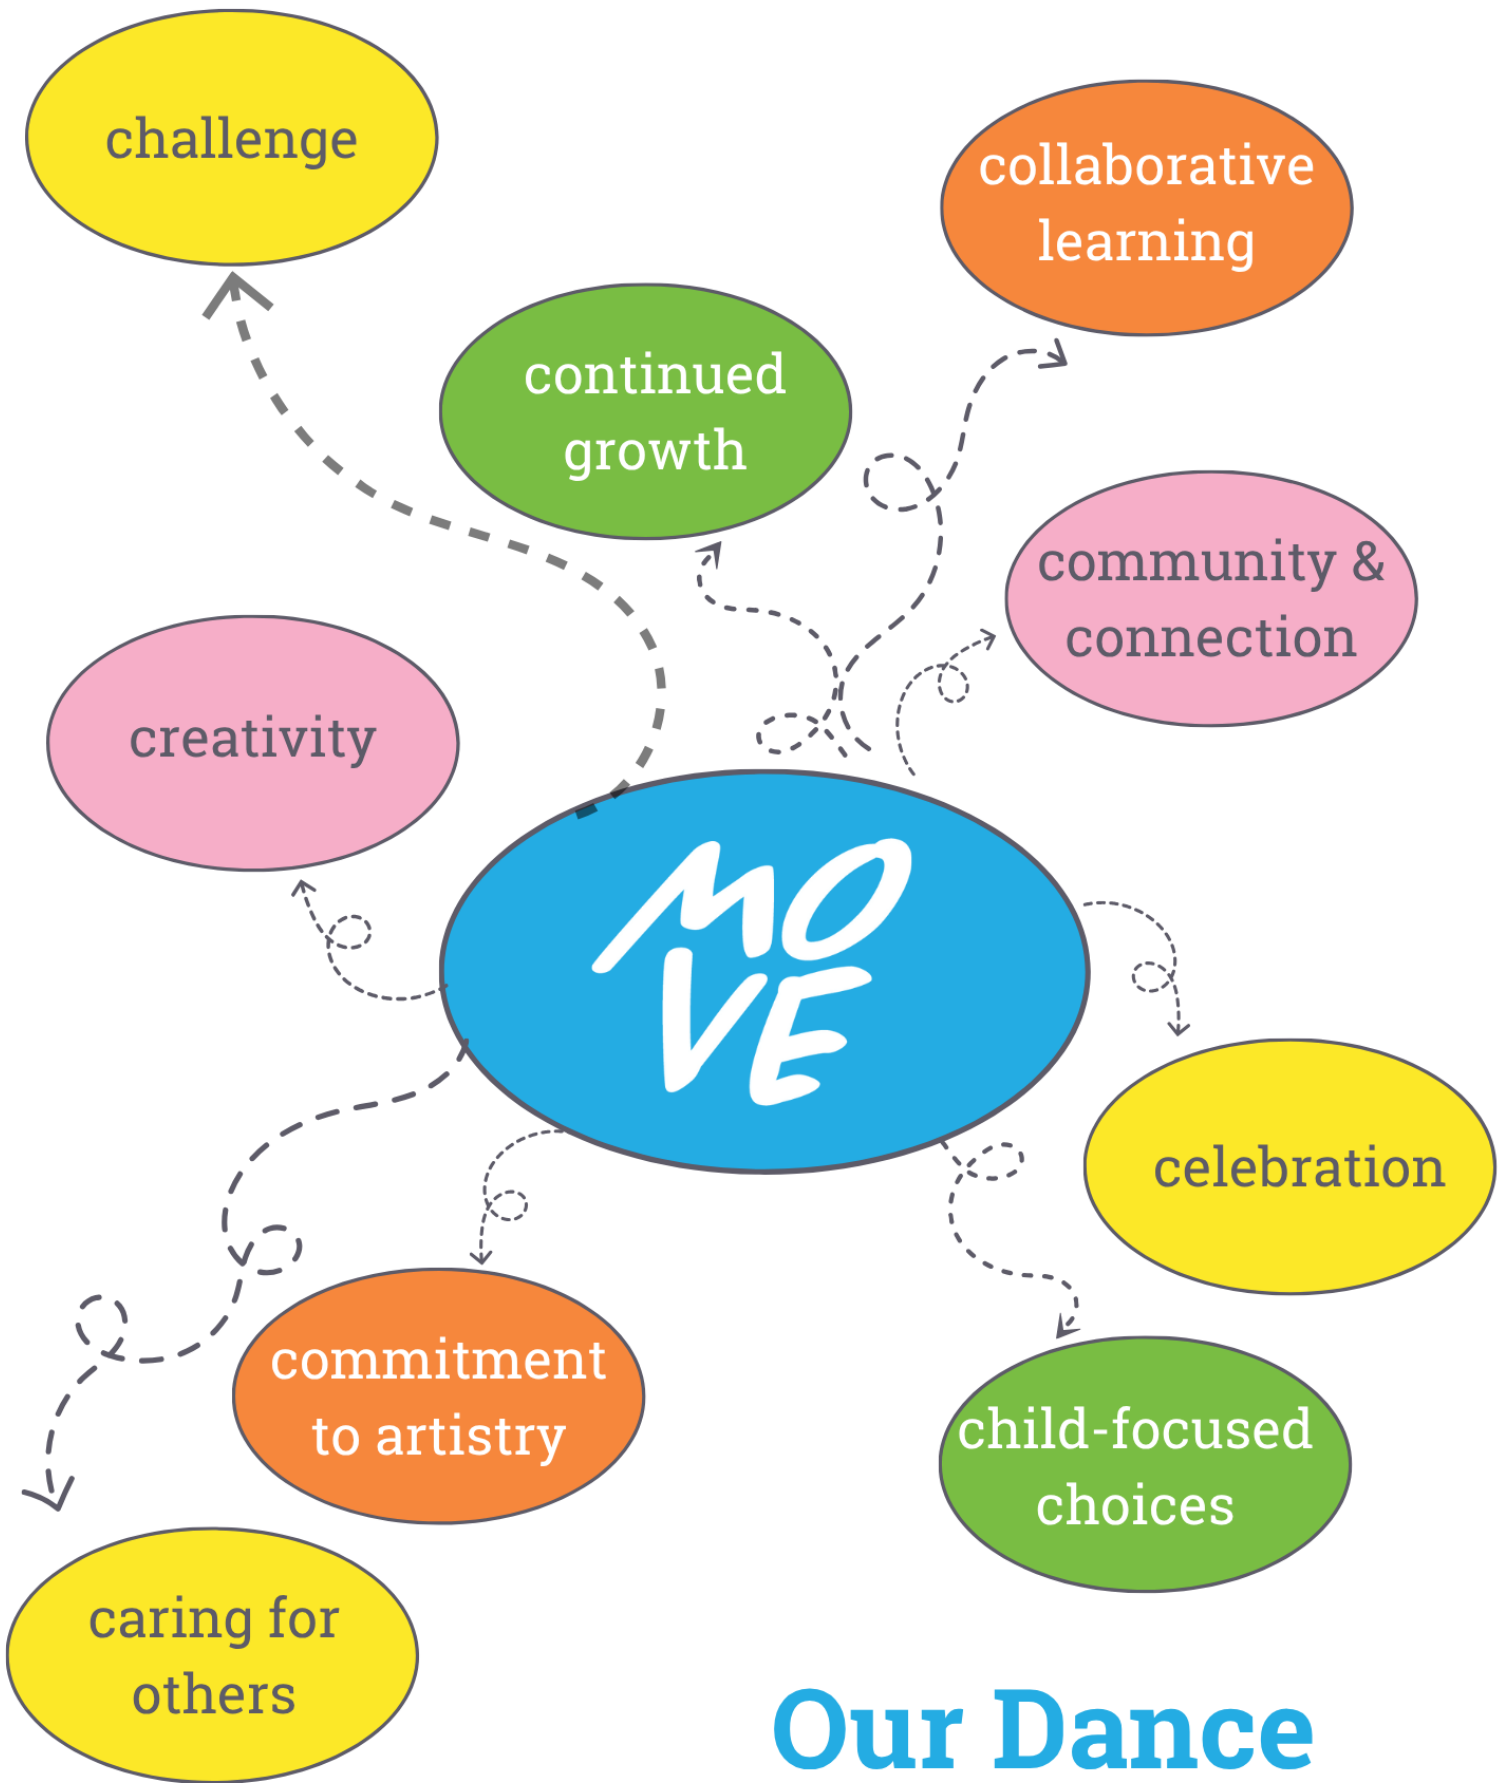 challenge
collaborative
learning
continued
growth
community &
connection
creativity
MO
VE
celebration
commitment
to artistry
child-focused
choices
caring for
others
Our Dance